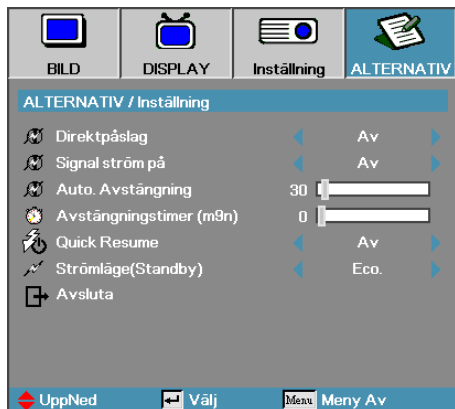 BILD DISPLAY Inställning ALTERNATIV
ALTERNATIV / Inställning
Direktpåslag Av
Signal ström på Av
Auto. Avstängning 30
Avstängningstimer (m9n) 0
Quick Resume Av
Strömläge(Standby) Eco.
Avsluta
UppNed Välj Menu Meny Av